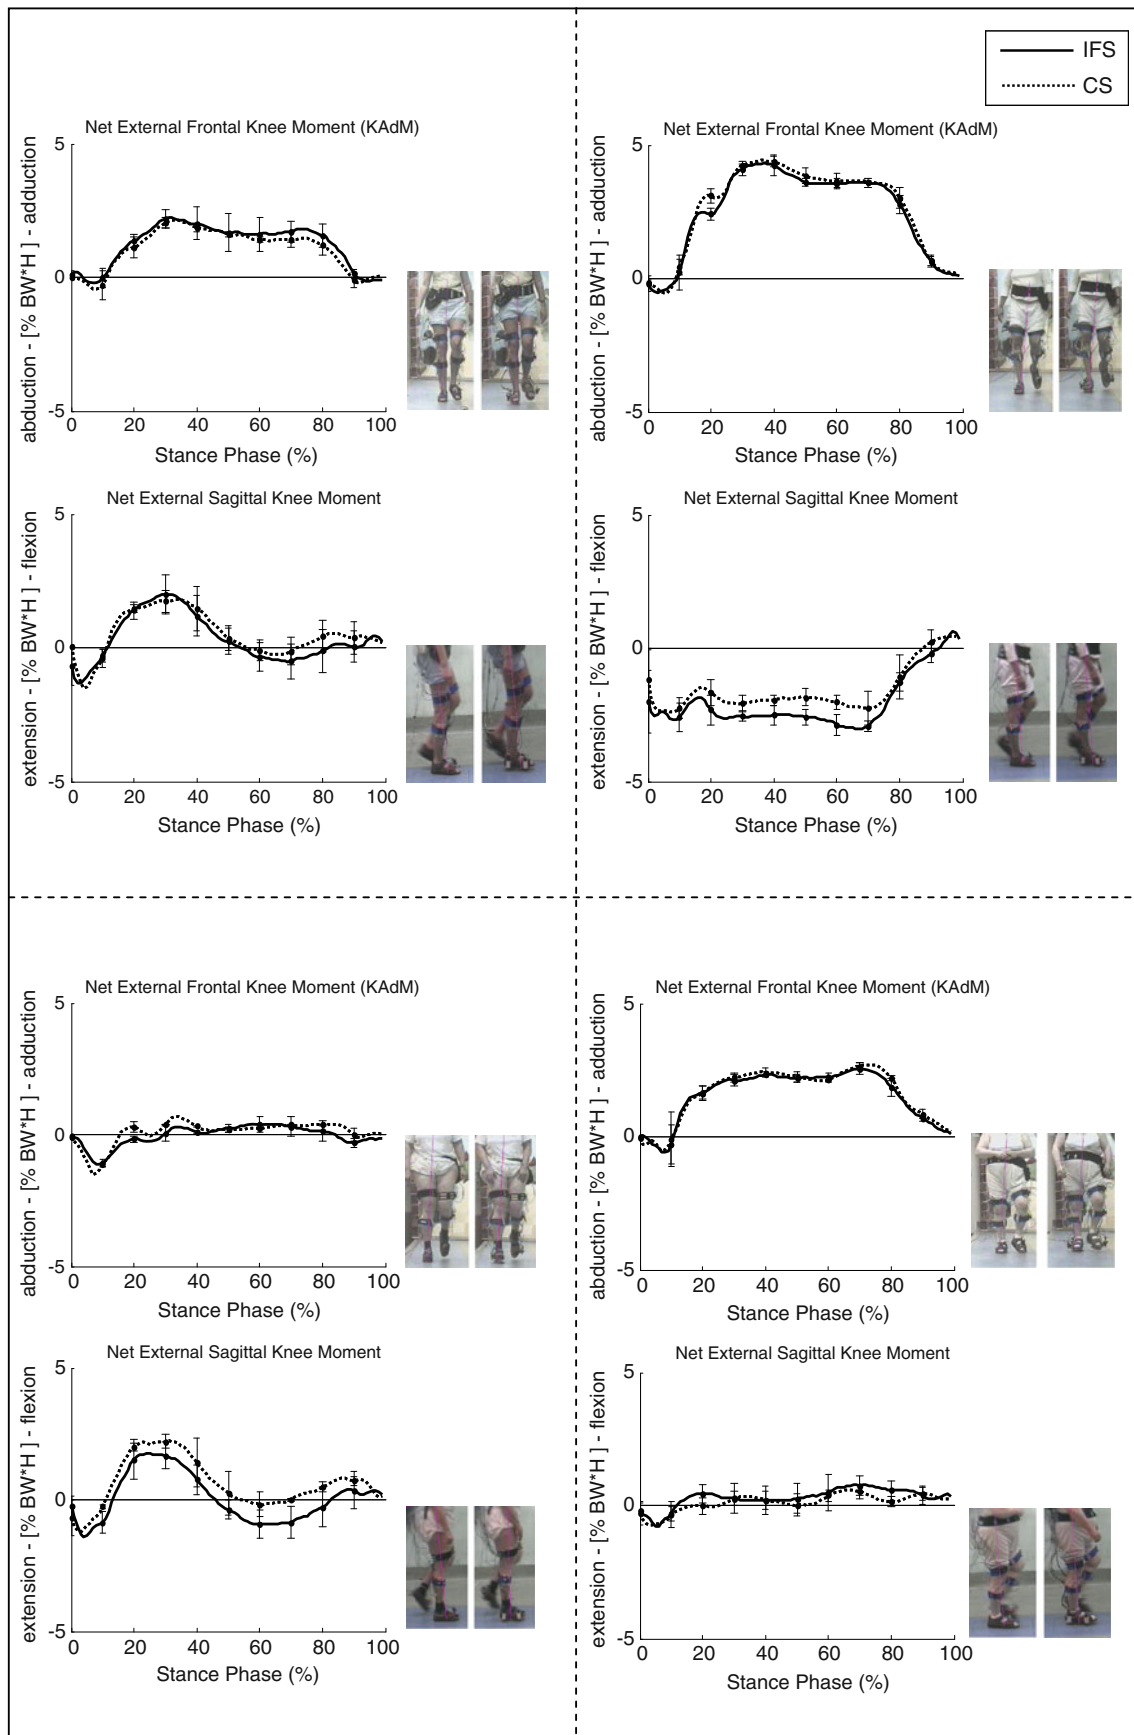 IFS
CS
Net External Frontal Knee Moment (KAdM)
abduction - [% BW*H ] - adduction
5
0
-5
0 20 40 60 80 100
Stance Phase (%)
Net External Sagittal Knee Moment
extension - [% BW*H ] - flexion
5
0
-5
0 20 40 60 80 100
Stance Phase (%)
Net External Frontal Knee Moment (KAdM)
abduction - [% BW*H ] - adduction
5
0
-5
0 20 40 60 80 100
Stance Phase (%)
Net External Sagittal Knee Moment
extension - [% BW*H ] - flexion
5
0
-5
0 20 40 60 80 100
Stance Phase (%)
Net External Frontal Knee Moment (KAdM)
abduction - [% BW*H ] - adduction
5
0
-5
0 20 40 60 80 100
Stance Phase (%)
Net External Sagittal Knee Moment
extension - [% BW*H ] - flexion
5
0
-5
0 20 40 60 80 100
Stance Phase (%)
Net External Frontal Knee Moment (KAdM)
abduction - [% BW*H ] - adduction
5
0
-5
0 20 40 60 80 100
Stance Phase (%)
Net External Sagittal Knee Moment
extension - [% BW*H ] - flexion
5
0
-5
0 20 40 60 80 100
Stance Phase (%)